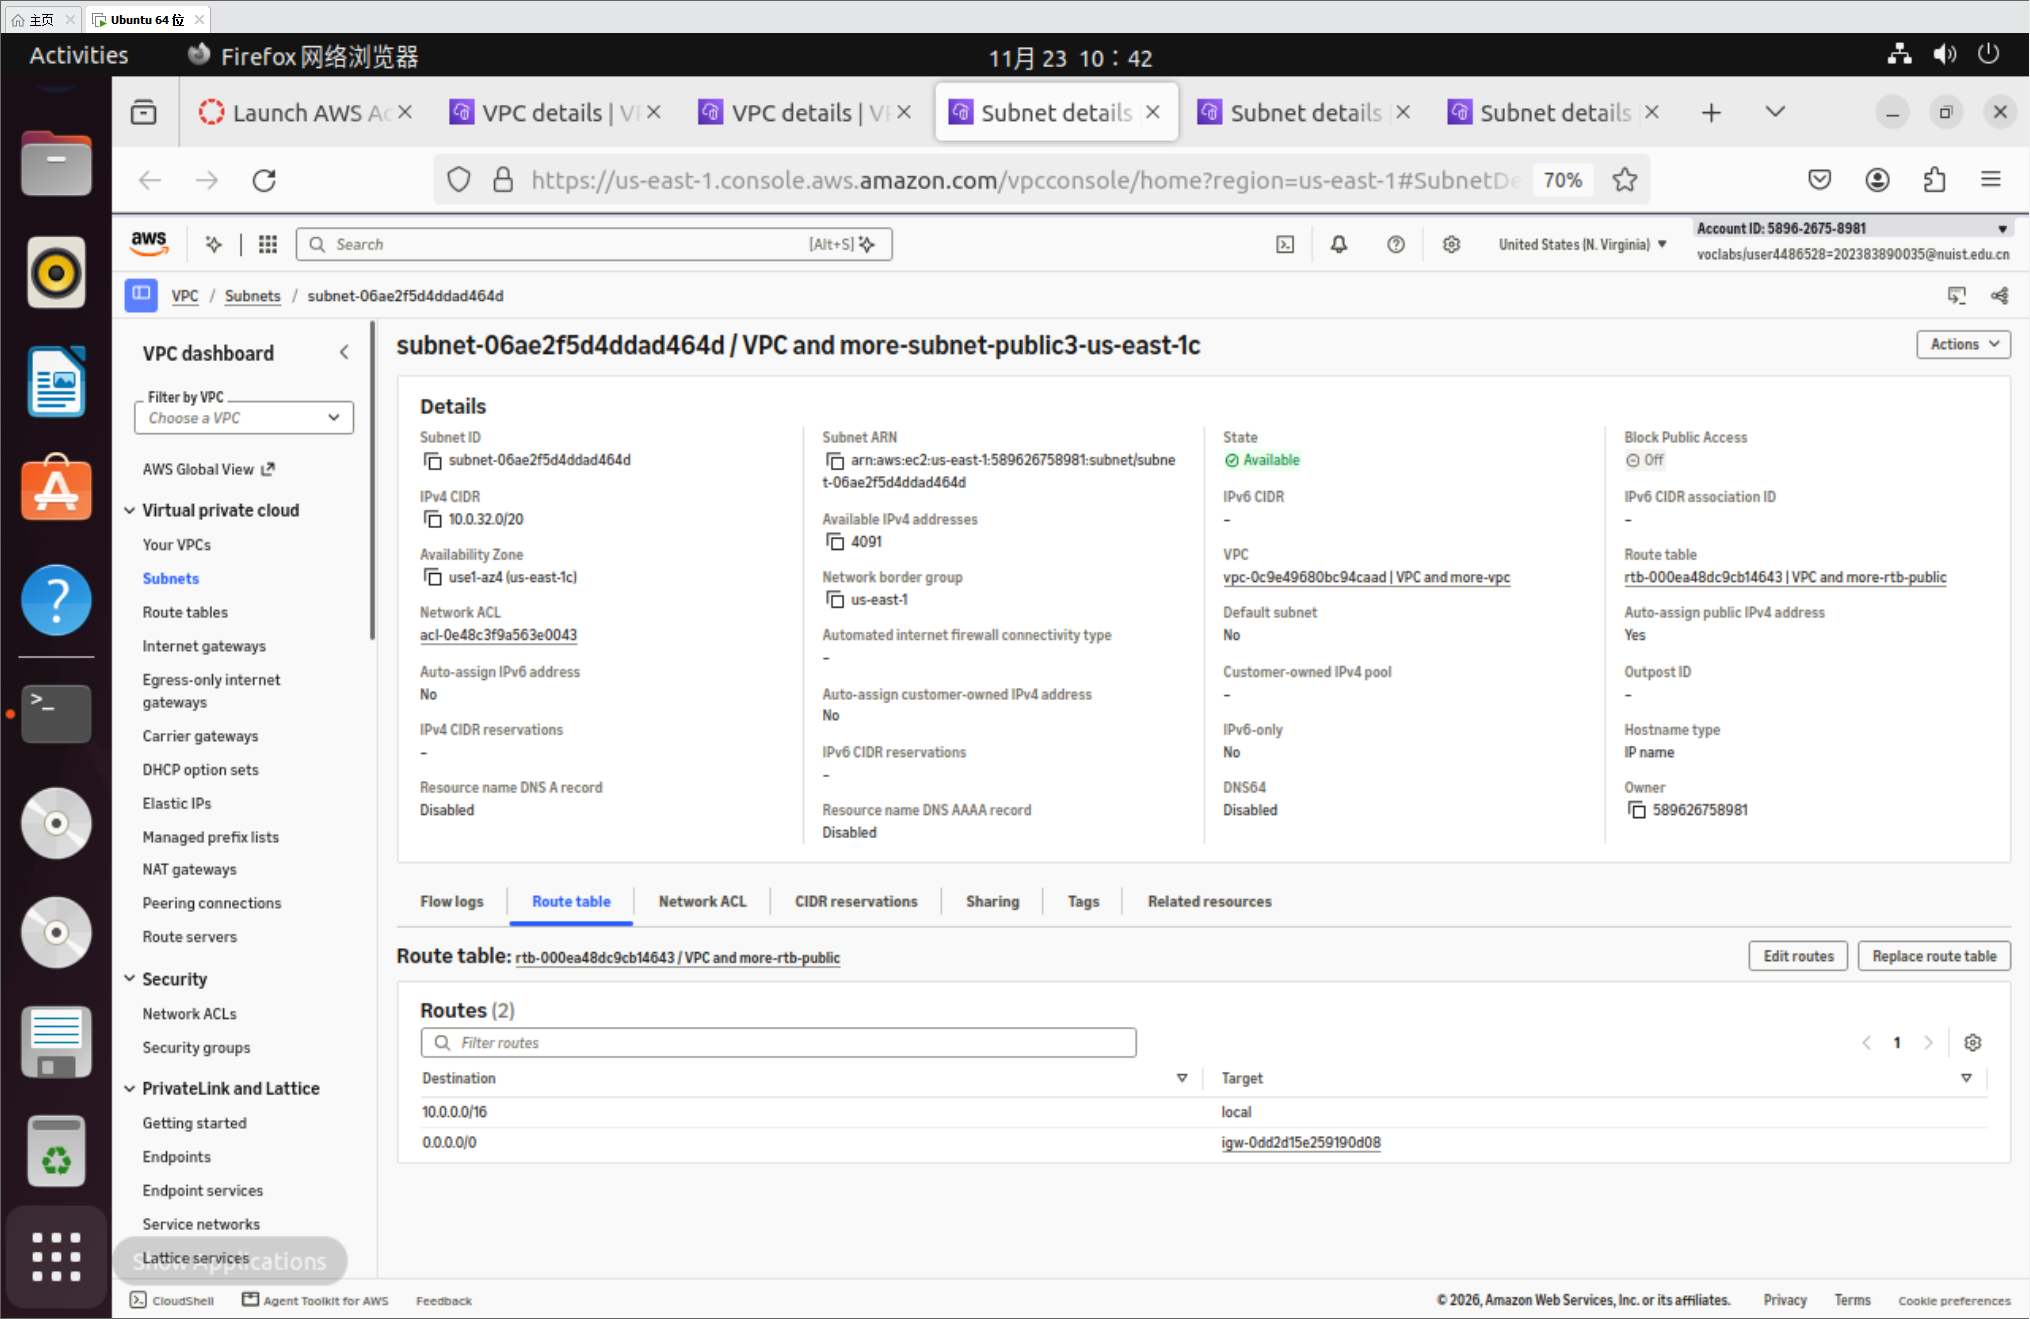 主页
Ubuntu 64 位
Activities
Firefox 网络浏览器
11月 23 10：42
Launch AWS Ac
VPC details | VP
VPC details | VP
Subnet details
Subnet details
Subnet details
https://us-east-1.console.aws.amazon.com/vpcconsole/home?region=us-east-1#SubnetDe
70%
aws
Search
[Alt+S]
United States (N. Virginia)
Account ID: 5896-2675-8981
voclabs/user4486528=202383890035@nuist.edu.cn
VPC / Subnets / subnet-06ae2f5d4ddad464d
VPC dashboard
Filter by VPC
Choose a VPC
AWS Global View
Virtual private cloud
Your VPCs
Subnets
Route tables
Internet gateways
Egress-only internet
gateways
Carrier gateways
DHCP option sets
Elastic IPs
Managed prefix lists
NAT gateways
Peering connections
Route servers
Security
Network ACLs
Security groups
PrivateLink and Lattice
Getting started
Endpoints
Endpoint services
Service networks
Lattice services
Show Applications
subnet-06ae2f5d4ddad464d / VPC and more-subnet-public3-us-east-1c
Actions
Details
Subnet ID
subnet-06ae2f5d4ddad464d
IPv4 CIDR
10.0.32.0/20
Availability Zone
use1-az4 (us-east-1c)
Network ACL
acl-0e48c3f9a563e0043
Auto-assign IPv6 address
No
IPv4 CIDR reservations
–
Resource name DNS A record
Disabled
Subnet ARN
arn:aws:ec2:us-east-1:589626758981:subnet/subne
t-06ae2f5d4ddad464d
Available IPv4 addresses
4091
Network border group
us-east-1
Automated internet firewall connectivity type
–
Auto-assign customer-owned IPv4 address
No
IPv6 CIDR reservations
–
Resource name DNS AAAA record
Disabled
State
Available
IPv6 CIDR
–
VPC
vpc-0c9e49680bc94caad | VPC and more-vpc
Default subnet
No
Customer-owned IPv4 pool
–
IPv6-only
No
DNS64
Disabled
Block Public Access
Off
IPv6 CIDR association ID
–
Route table
rtb-000ea48dc9cb14643 | VPC and more-rtb-public
Auto-assign public IPv4 address
Yes
Outpost ID
–
Hostname type
IP name
Owner
589626758981
Flow logs
Route table
Network ACL
CIDR reservations
Sharing
Tags
Related resources
Route table: rtb-000ea48dc9cb14643 / VPC and more-rtb-public
Edit routes
Replace route table
Routes (2)
Filter routes
1
Destination Target
10.0.0.0/16 local
0.0.0.0/0 igw-0dd2d15e259190d08
CloudShell
Agent Toolkit for AWS
Feedback
© 2026, Amazon Web Services, Inc. or its affiliates.
Privacy
Terms
Cookie preferences